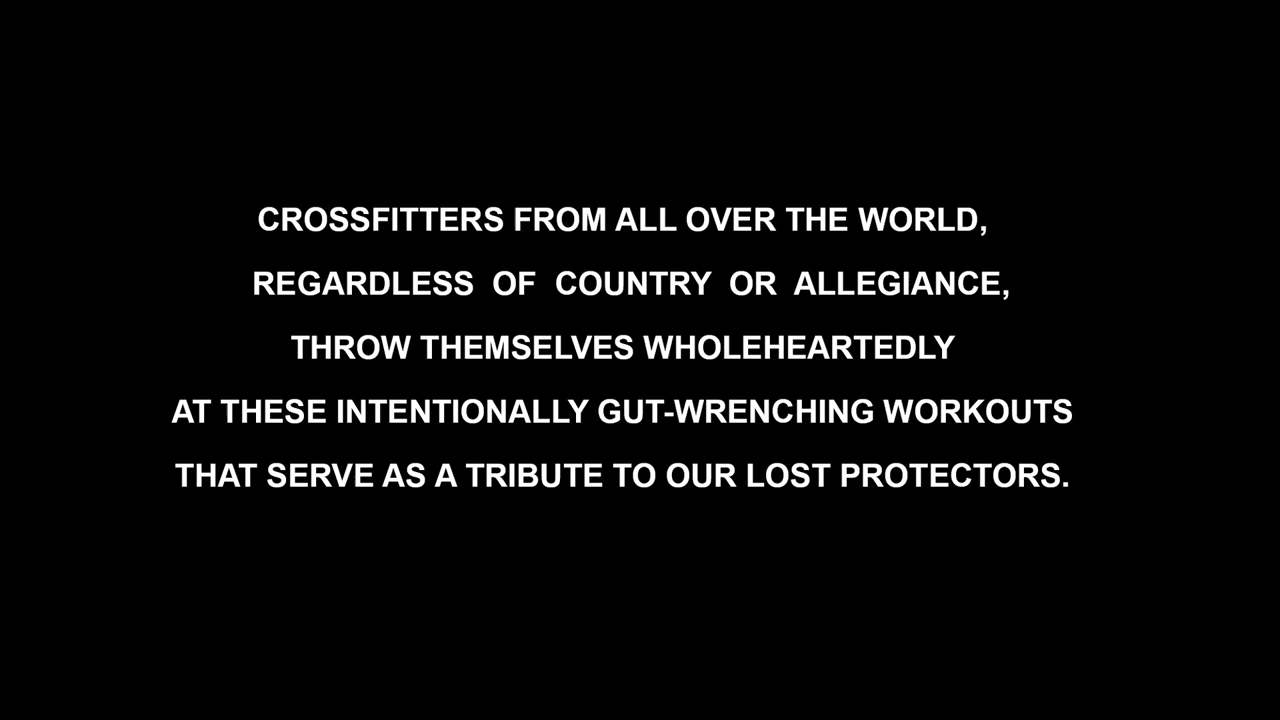 CROSSFITTERS FROM ALL OVER THE WORLD,
REGARDLESS OF COUNTRY OR ALLEGIANCE,
THROW THEMSELVES WHOLEHEARTEDLY
AT THESE INTENTIONALLY GUT-WRENCHING WORKOUTS
THAT SERVE AS A TRIBUTE TO OUR LOST PROTECTORS.